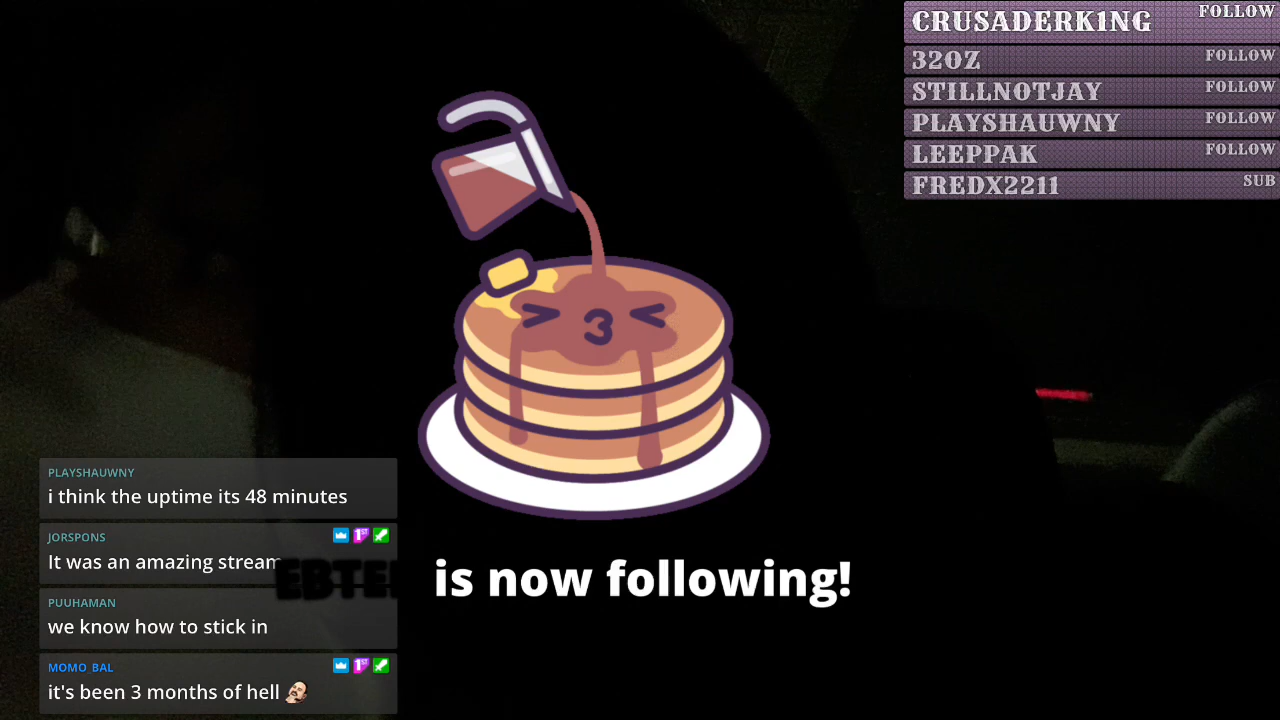 CRUSADERK1NG FOLLOW
32OZ FOLLOW
STILLNOTJAY FOLLOW
PLAYSHAUWNY FOLLOW
LEEPPAK FOLLOW
FREDX2211 SUB
PLAYSHAUWNY
i think the uptime its 48 minutes
JORSPONS
It was an amazing stream
is now following!
PUUHAMAN
we know how to stick in
MOMO_BAL
it's been 3 months of hell